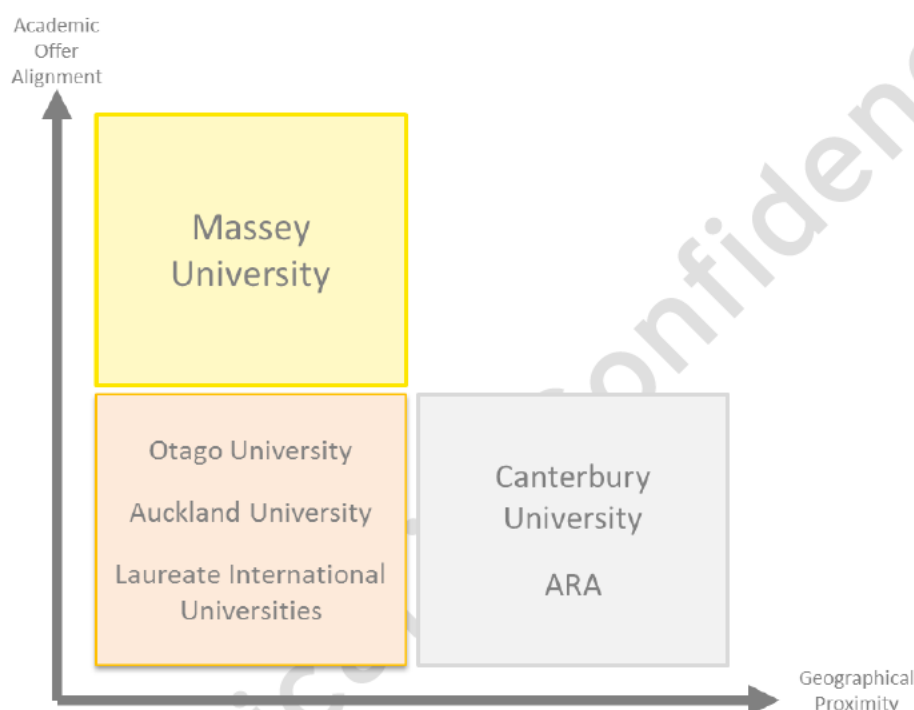 Academic
Offer
Alignment
Massey
University
Otago University
Auckland University
Laureate International
Universities
Canterbury
University
ARA
Geographical
Proximity